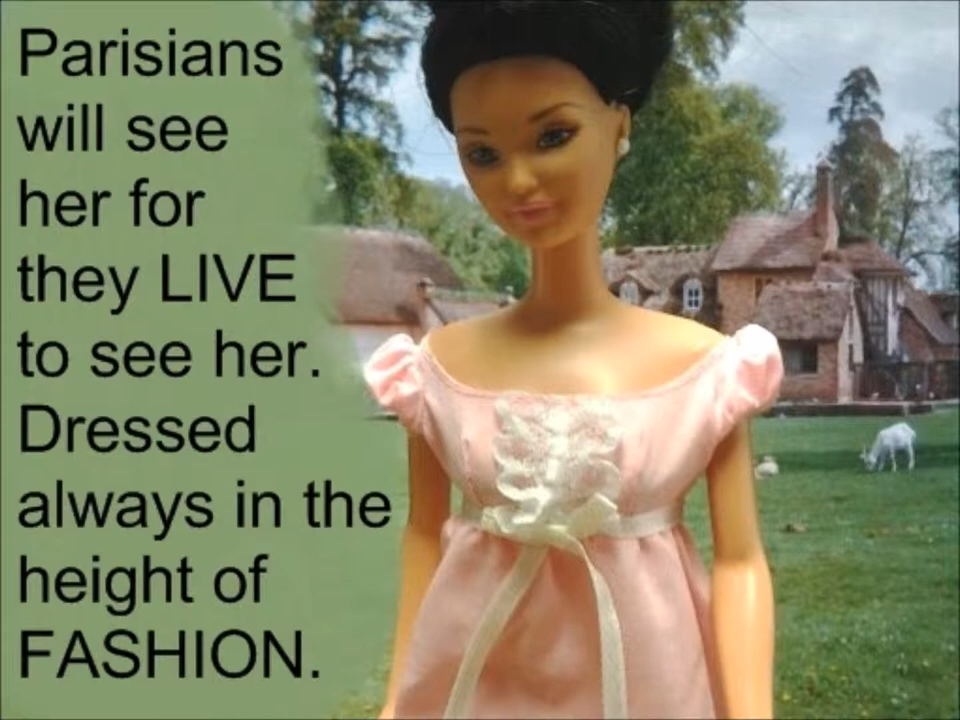 Parisians
will see
her for
they LIVE
to see her.
Dressed
always in the
height of
FASHION.